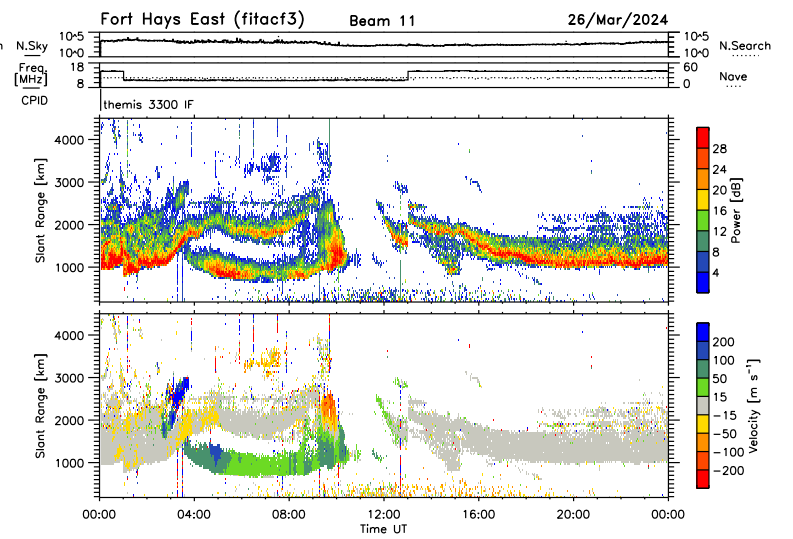 Fort Hays East (fitacf3) Beam 11 26/Mar/2024
N.Sky 10^5 10^0 10^5 10^0 N.Search
Freq. [MHz] 18 8 60 0 Nave
CPID themis 3300 IF
4000
3000
2000
1000
Slant Range [km]
28
24
20
16
12
8
4
Power [dB]
4000
3000
2000
1000
Slant Range [km]
200
100
50
15
-15
-50
-100
-200
Velocity [m s⁻¹]
00:00 04:00 08:00 12:00 16:00 20:00 00:00
Time UT